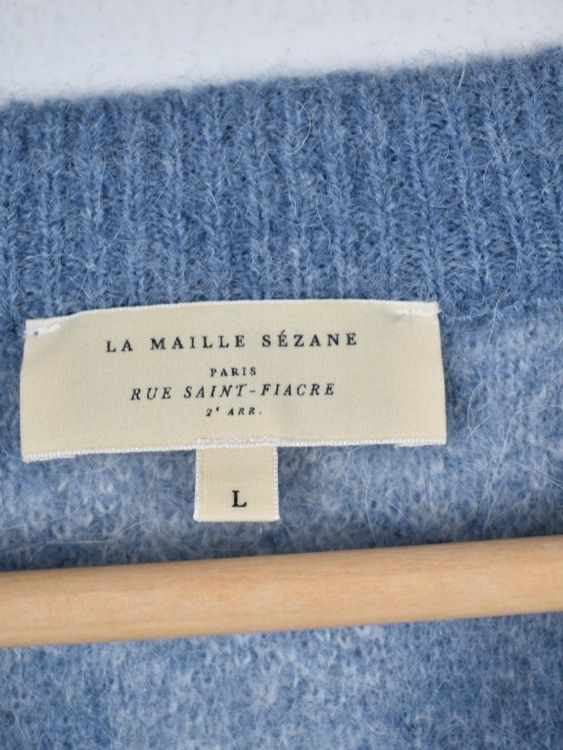 LA MAILLE SÉZANE
PARIS
RUE SAINT-FIACRE
2ᵉ ARR.
L